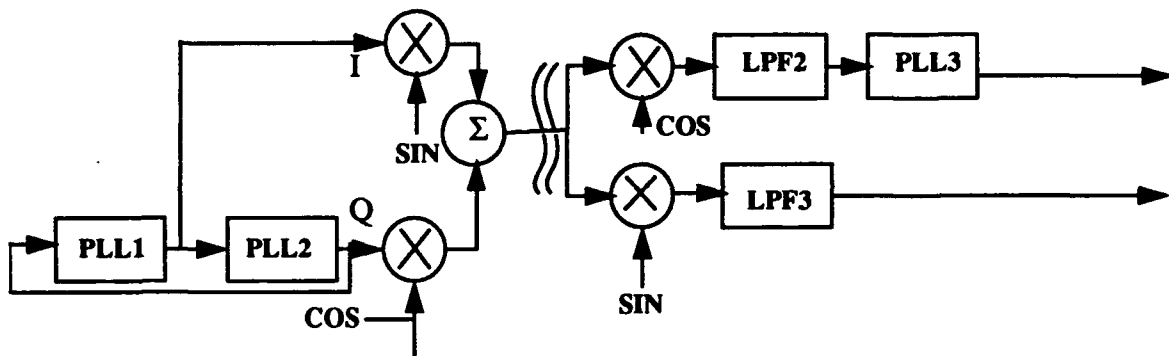 I
SIN
Σ
COS
LPF2
PLL3
Q
PLL1
PLL2
COS
LPF3
SIN